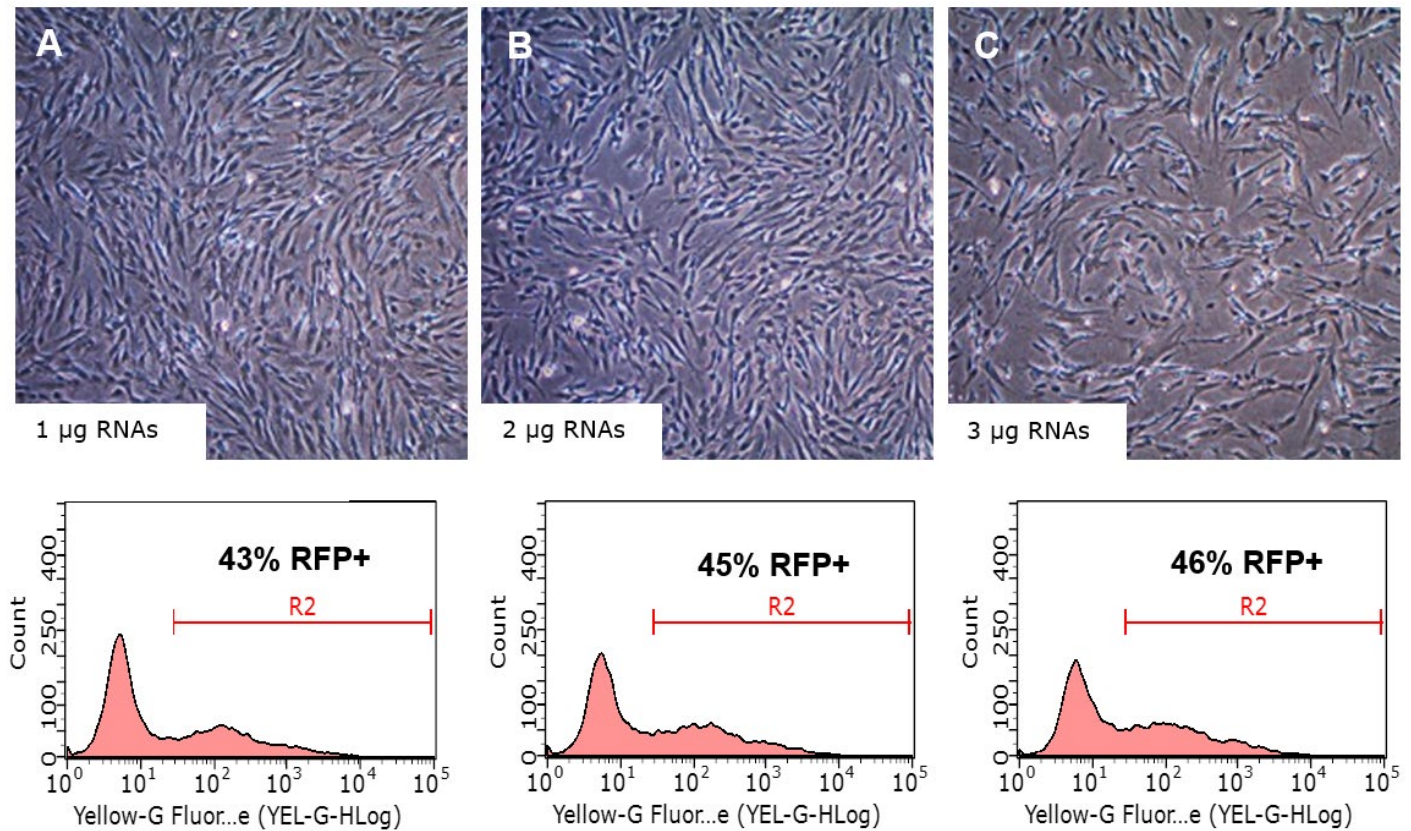 A
B
C
1 µg RNAs
2 µg RNAs
3 µg RNAs
43% RFP+
R2
Count
400
250
100
0
10^0 10^1 10^2 10^3 10^4 10^5
Yellow-G Fluor...e (YEL-G-HLog)
45% RFP+
R2
Count
400
250
100
0
10^0 10^1 10^2 10^3 10^4 10^5
Yellow-G Fluor...e (YEL-G-HLog)
46% RFP+
R2
Count
400
250
100
0
10^0 10^1 10^2 10^3 10^4 10^5
Yellow-G Fluor...e (YEL-G-HLog)